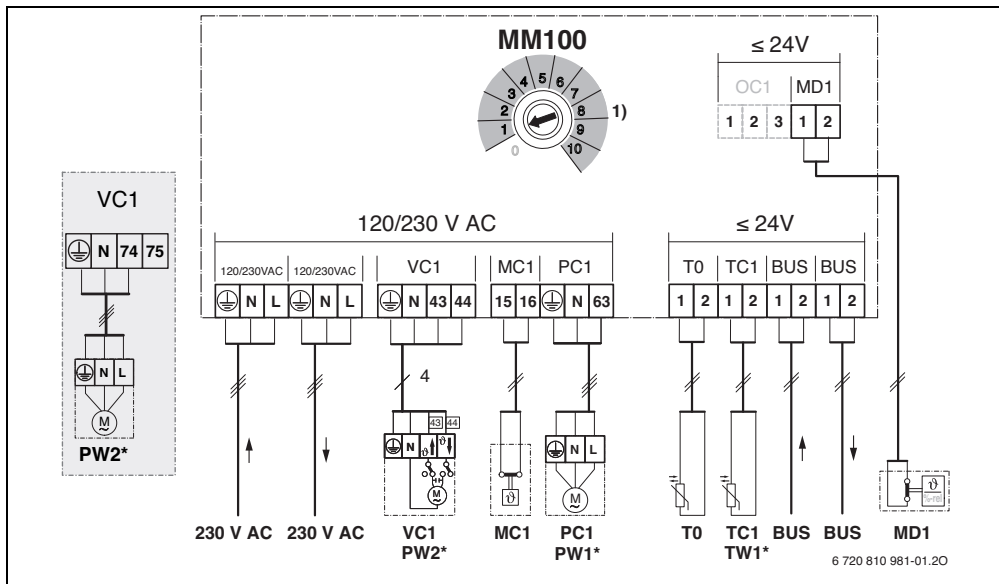 MM100
≤ 24V
OC1 MD1
1 2 3 1 2
0 1 2 3 4 5 6 7 8 9 10
1)
VC1
N 74 75
N L
M
~
PW2*
120/230 V AC
≤ 24V
120/230VAC 120/230VAC VC1 MC1 PC1 T0 TC1 BUS BUS
N L N L N 43 44 15 16 N 63 1 2 1 2 1 2 1 2
4
43 44
N ϑ ϑ
M
~
ϑ
N L
M
~
ϑ
%-rel
230 V AC 230 V AC VC1 MC1 PC1 T0 TC1 BUS BUS MD1
PW2* PW1* TW1*
6 720 810 981-01.2O